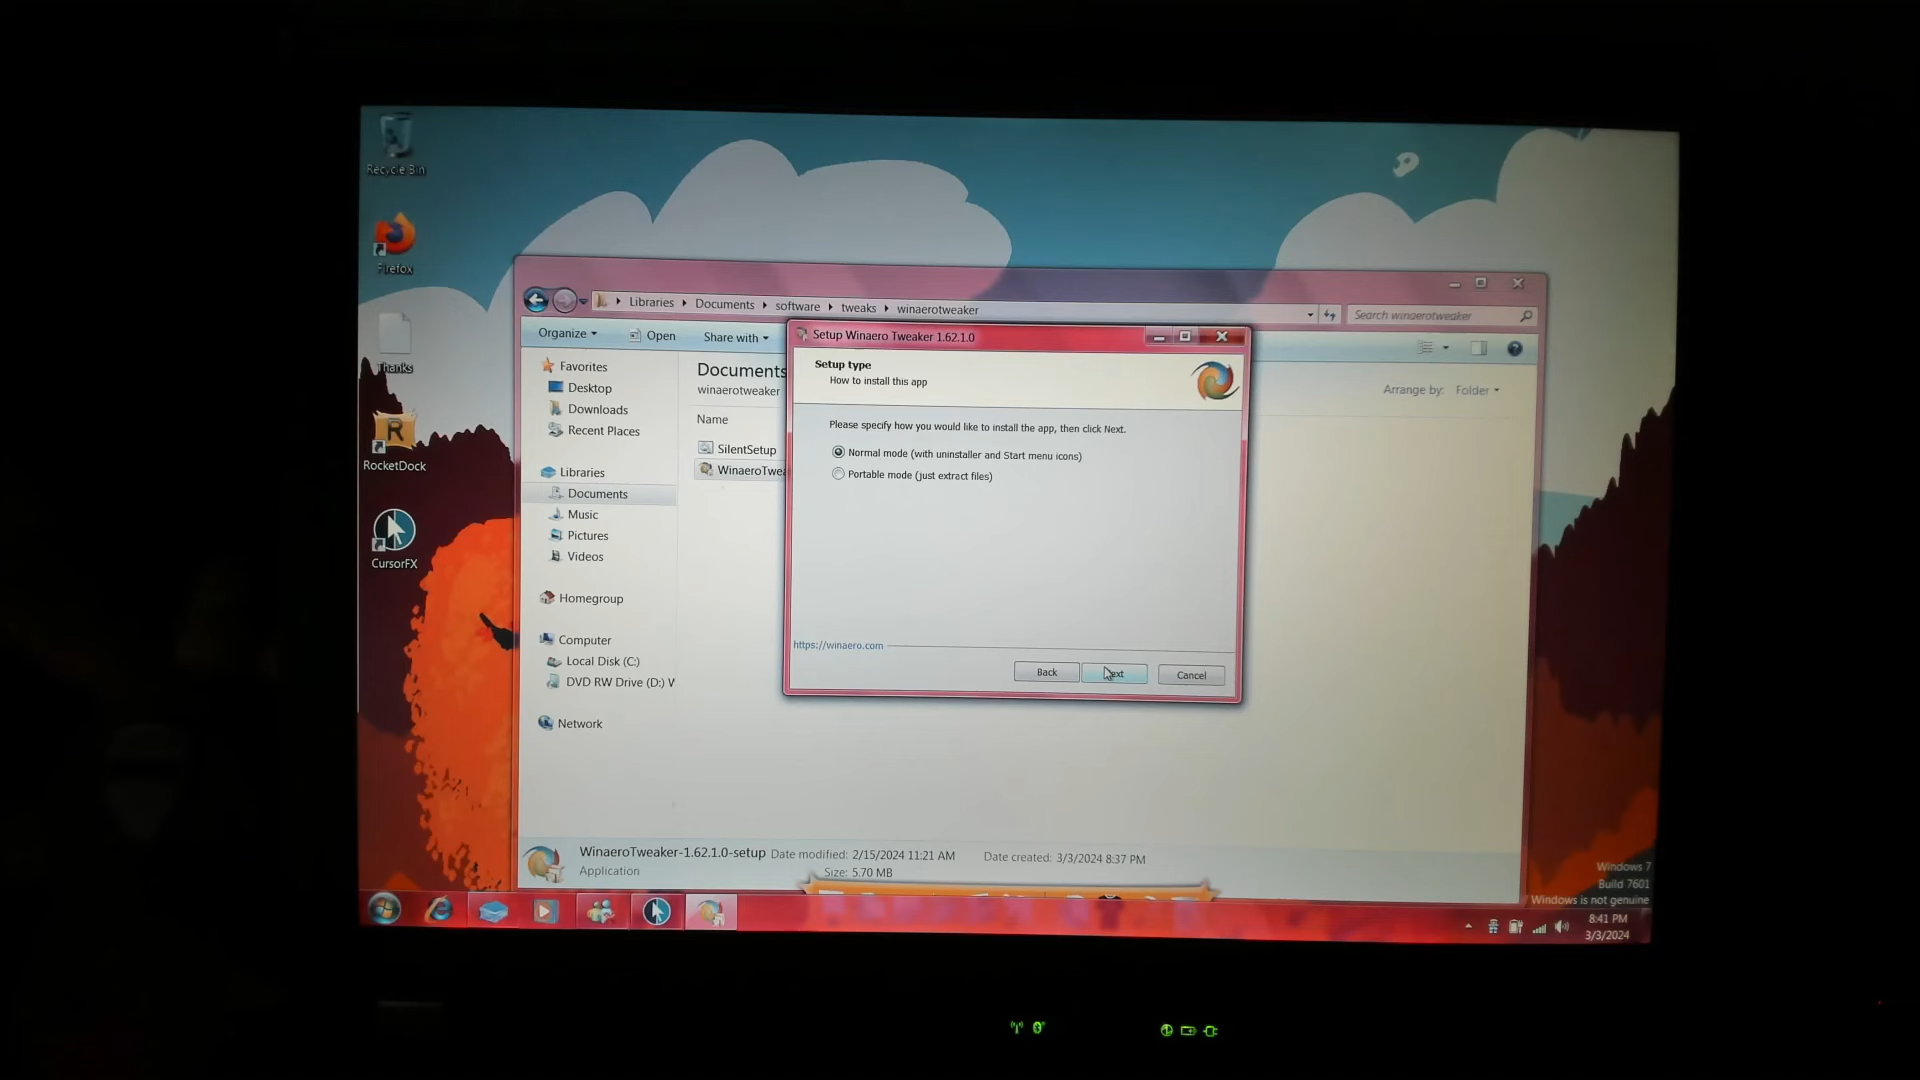 Recycle Bin
Firefox
Thanks
RocketDock
CursorFX
Libraries
Documents
software
tweaks
winaerotweaker
Search winaerotweaker
Organize
Open
Share with
Arrange by: Folder
Favorites
Desktop
Downloads
Recent Places
Libraries
Documents
Music
Pictures
Videos
Homegroup
Computer
Local Disk (C:)
DVD RW Drive (D:) V
Network
Documents
winaerotweaker
Name
SilentSetup
WinaeroTwea
Setup Winaero Tweaker 1.62.1.0
Setup type
How to install this app
Please specify how you would like to install the app, then click Next.
Normal mode (with uninstaller and Start menu icons)
Portable mode (just extract files)
https://winaero.com
Back
Next
Cancel
WinaeroTweaker-1.62.1.0-setup Date modified: 2/15/2024 11:21 AM Date created: 3/3/2024 8:37 PM
Application
Size: 5.70 MB
Windows 7
Build 7601
Windows is not genuine
8:41 PM
3/3/2024